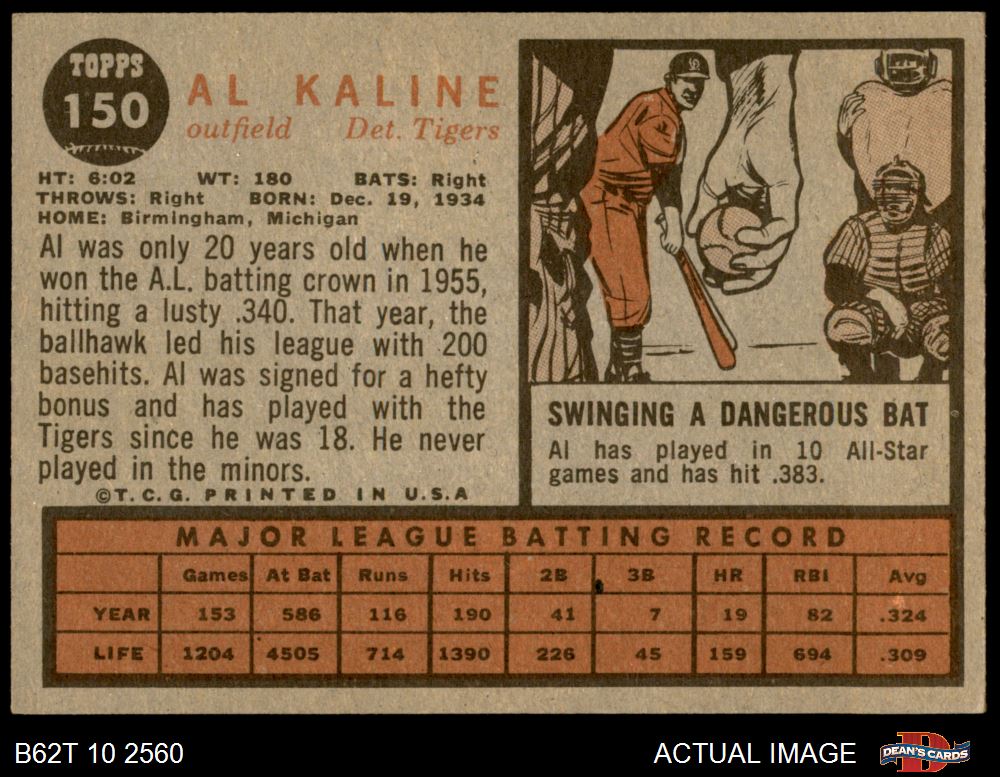 TOPPS
150
AL KALINE
outfield Det. Tigers
HT: 6:02 WT: 180 BATS: Right
THROWS: Right BORN: Dec. 19, 1934
HOME: Birmingham, Michigan
Al was only 20 years old when he
won the A.L. batting crown in 1955,
hitting a lusty .340. That year, the
ballhawk led his league with 200
basehits. Al was signed for a hefty
bonus and has played with the
Tigers since he was 18. He never
played in the minors.
©T.C.G. PRINTED IN U.S.A
SWINGING A DANGEROUS BAT
Al has played in 10 All-Star
games and has hit .383.
MAJOR LEAGUE BATTING RECORD
Games At Bat Runs Hits 2B 3B HR RBI Avg
YEAR 153 586 116 190 41 7 19 82 .324
LIFE 1204 4505 714 1390 226 45 159 694 .309
B62T 10 2560
ACTUAL IMAGE
D
DEAN'S CARDS